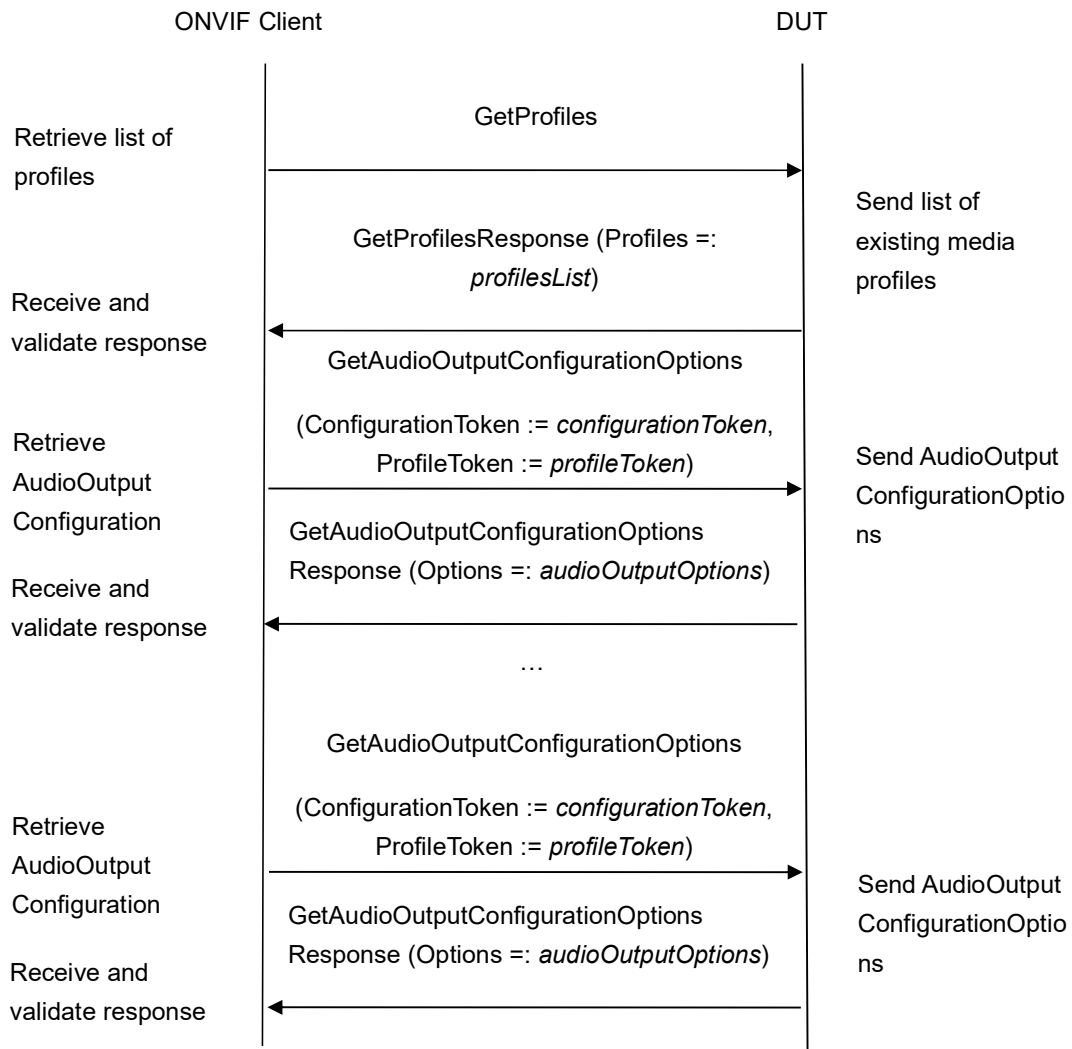 ONVIF Client
DUT
GetProfiles
Retrieve list of
profiles
Send list of
existing media
profiles
GetProfilesResponse (Profiles =:
profilesList)
Receive and
validate response
GetAudioOutputConfigurationOptions
(ConfigurationToken := configurationToken,
ProfileToken := profileToken)
Retrieve
AudioOutput
Configuration
Send AudioOutput
ConfigurationOptio
ns
GetAudioOutputConfigurationOptions
Response (Options =: audioOutputOptions)
Receive and
validate response
…
GetAudioOutputConfigurationOptions
(ConfigurationToken := configurationToken,
ProfileToken := profileToken)
Retrieve
AudioOutput
Configuration
Send AudioOutput
ConfigurationOptio
ns
GetAudioOutputConfigurationOptions
Response (Options =: audioOutputOptions)
Receive and
validate response